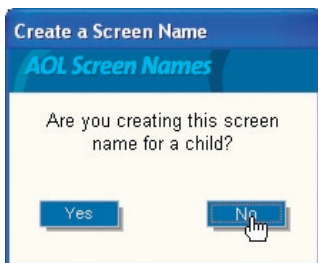 Create a Screen Name
AOL Screen Names
Are you creating this screen
name for a child?
Yes
No